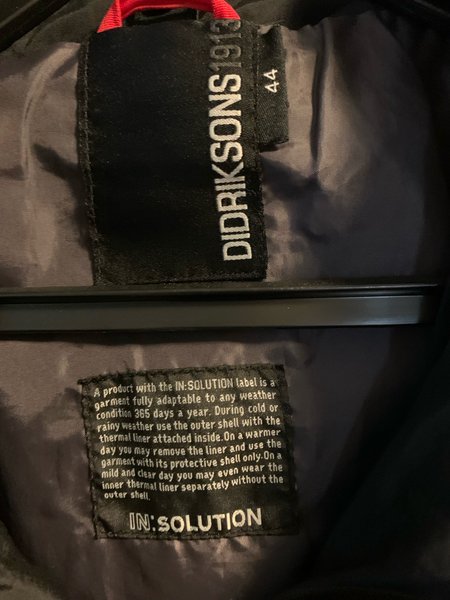 DIDRIKSONS1913
44
A product with the IN:SOLUTION label is a
garment fully adaptable to any weather
condition 365 days a year. During cold or
rainy weather use the outer shell with the
thermal liner attached inside.On a warmer
day you may remove the liner and use the
garment with its protective shell only.On a
mild and clear day you may even wear the
inner thermal liner separately without the
outer shell.
IN:SOLUTION